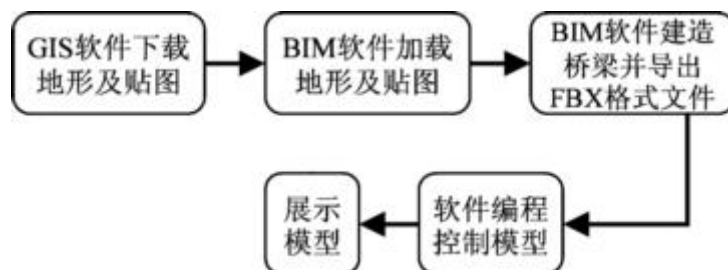 GIS软件下载
地形及贴图
BIM软件加载
地形及贴图
BIM软件建造
桥梁并导出
FBX格式文件
软件编程
控制模型
展示
模型